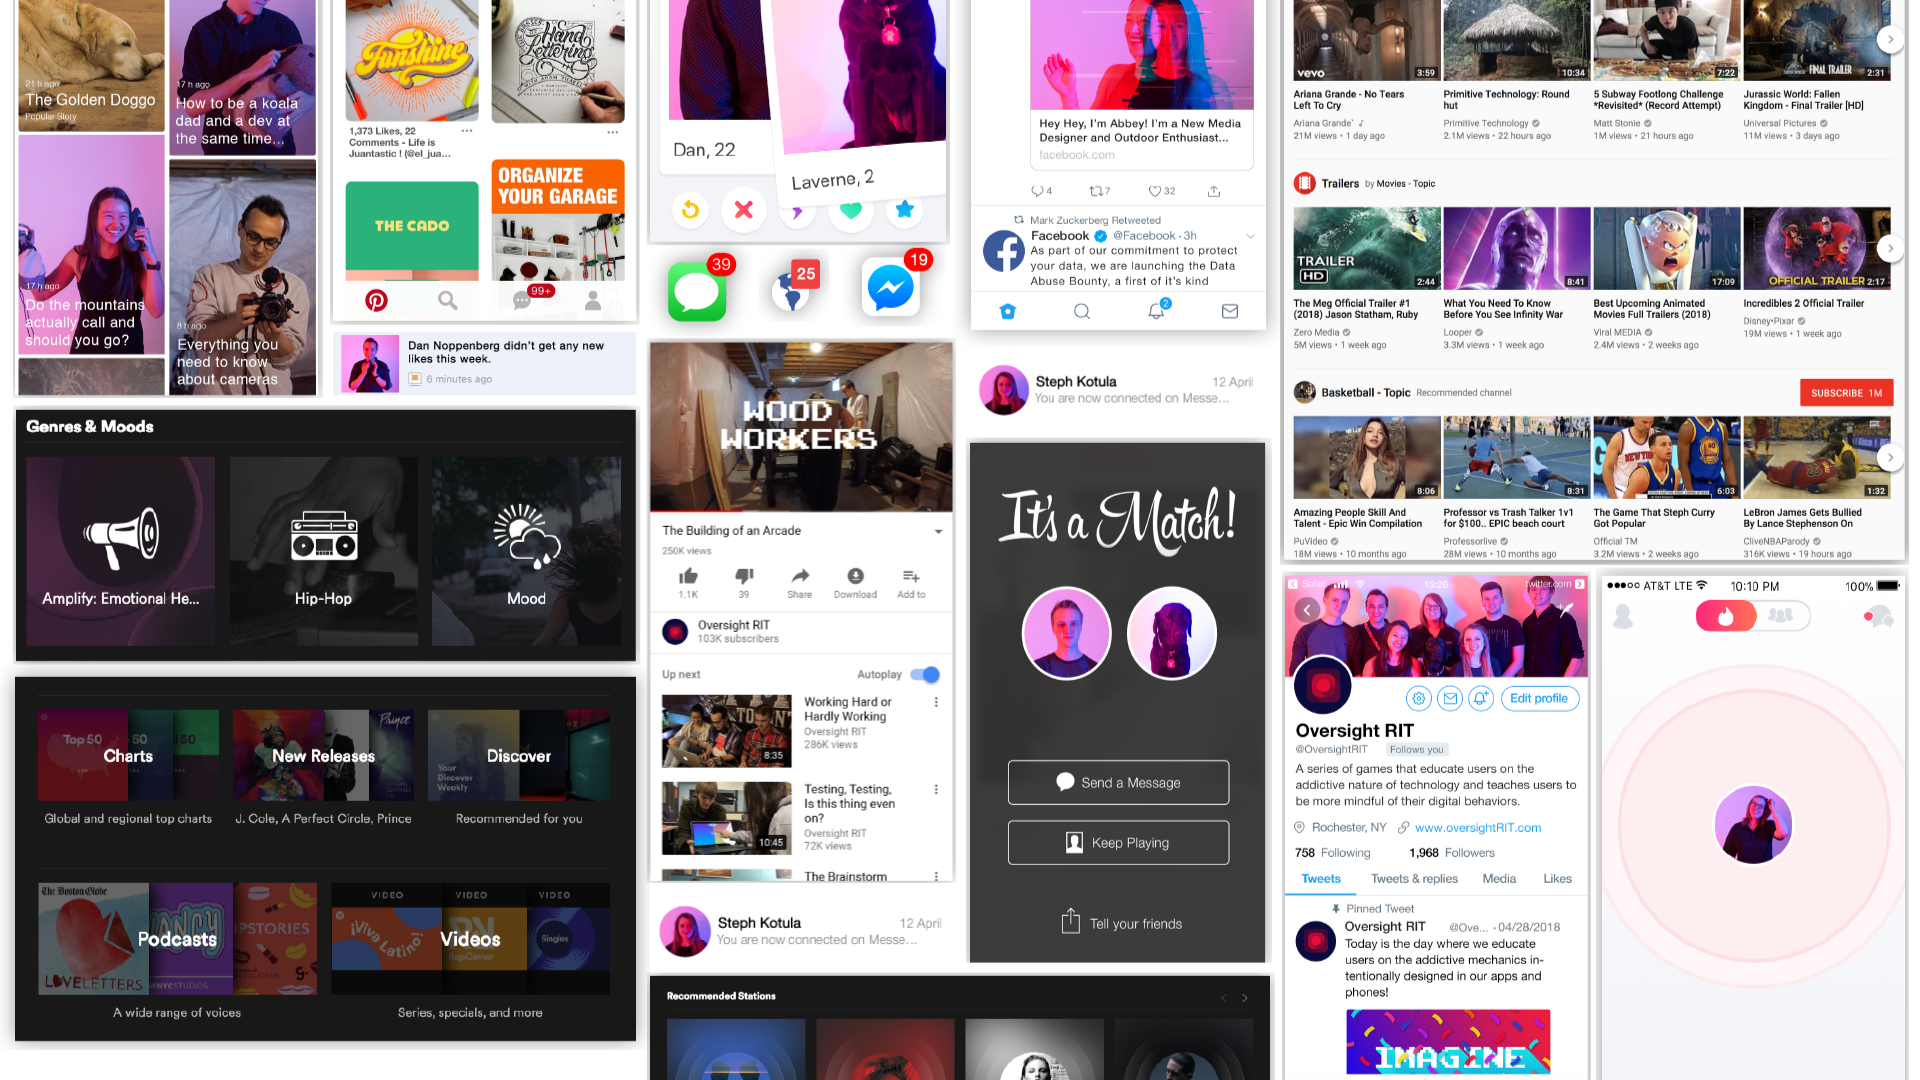 21 h ago
The Golden Doggo
Popular Story
17 h ago
How to be a koala
dad and a dev at
the same time...
17 h ago
Do the mountains
actually call and
should you go?
8 h ago
Everything you
need to know
about cameras
Funshine
Hand
Lettering
1,373 Likes, 22
Comments - Life is
Juantastic ! (@el_jua...
THE CADO
ORGANIZE
YOUR GARAGE
99+
Dan Noppenberg didn't get any new
likes this week.
6 minutes ago
Genres & Moods
Amplify: Emotional He...
Hip-Hop
Mood
Top 50
50
50
Charts
Global and regional top charts
Prince
New Releases
J. Cole, A Perfect Circle, Prince
Your
Discover
Weekly
Discover
Recommended for you
The Boston Globe
LOVELETTERS
WNYCSTUDIOS
Podcasts
A wide range of voices
VIDEO
VIDEO
VIDEO
¡Viva Latino!
Singles
Videos
Series, specials, and more
Dan, 22
Laverne, 2
39
25
19
WOOD
WORKERS
The Building of an Arcade
250K views
1.1K
39
Share
Download
Add to
Oversight RIT
103K subscribers
Up next
Autoplay
Working Hard or
Hardly Working
Oversight RIT
286K views
8:35
Testing, Testing,
Is this thing even
on?
Oversight RIT
72K views
10:45
The Brainstorm
Steph Kotula
12 April
You are now connected on Messe...
Recommended Stations
Hey Hey, I'm Abbey! I'm a New Media
Designer and Outdoor Enthusiast...
facebook.com
4
7
32
Mark Zuckerberg Retweeted
Facebook @Facebook · 3h
As part of our commitment to protect
your data, we are launching the Data
Abuse Bounty, a first of it's kind
2
Steph Kotula
12 April
You are now connected on Messe...
It's a Match!
Send a Message
Keep Playing
Tell your friends
vevo
3:59
10:34
7:22
FINAL TRAILER
2:31
Ariana Grande - No Tears
Left To Cry
Ariana Grande
21M views • 1 day ago
Primitive Technology: Round
hut
Primitive Technology
2.1M views • 22 hours ago
5 Subway Footlong Challenge
*Revisited* (Record Attempt)
Matt Stonie
1M views • 21 hours ago
Jurassic World: Fallen
Kingdom - Final Trailer [HD]
Universal Pictures
11M views • 3 days ago
Trailers by Movies - Topic
TRAILER
HD
2:44
8:41
17:09
OFFICIAL TRAILER 2:17
The Meg Official Trailer #1
(2018) Jason Statham, Ruby
Zero Media
5M views • 1 week ago
What You Need To Know
Before You See Infinity War
Looper
3.3M views • 1 week ago
Best Upcoming Animated
Movies Full Trailers (2018)
Viral MEDIA
2.4M views • 2 weeks ago
Incredibles 2 Official Trailer
Disney•Pixar
19M views • 1 week ago
Basketball - Topic Recommended channel
SUBSCRIBE 1M
8:06
8:31
6:03
1:32
Amazing People Skill And
Talent - Epic Win Compilation
PuVideo
18M views • 10 months ago
Professor vs Trash Talker 1v1
for $100.. EPIC beach court
Professorlive
28M views • 10 months ago
The Game That Steph Curry
Got Popular
Official TM
3.2M views • 2 weeks ago
LeBron James Gets Bullied
By Lance Stephenson On
CliveNBAParody
316K views • 19 hours ago
Safari
15:26
twitter.com
Edit profile
Oversight RIT
@OversightRIT Follows you
A series of games that educate users on the
addictive nature of technology and teaches users to
be more mindful of their digital behaviors.
Rochester, NY www.oversightRIT.com
758 Following 1,968 Followers
Tweets Tweets & replies Media Likes
Pinned Tweet
Oversight RIT @Ove... · 04/28/2018
Today is the day where we educate
users on the addictive mechanics in-
tentionally designed in our apps and
phones!
IMAGINE
AT&T LTE 10:10 PM 100%